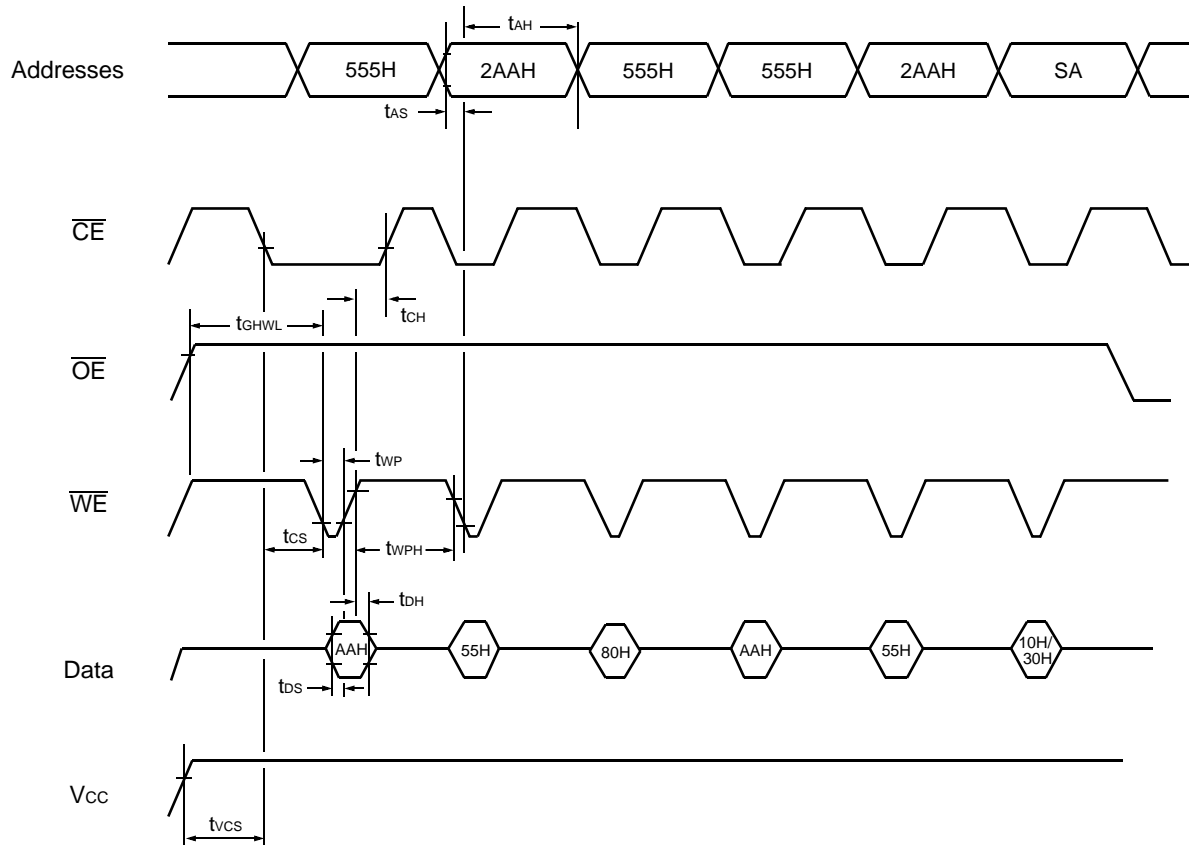 tAH
Addresses 555H 2AAH 555H 555H 2AAH SA
tAS
CE
tCH
tGHWL
OE
tWP
WE
tCS tWPH
tDH
Data AAH 55H 80H AAH 55H 10H/
30H
tDS
VCC
tVCS